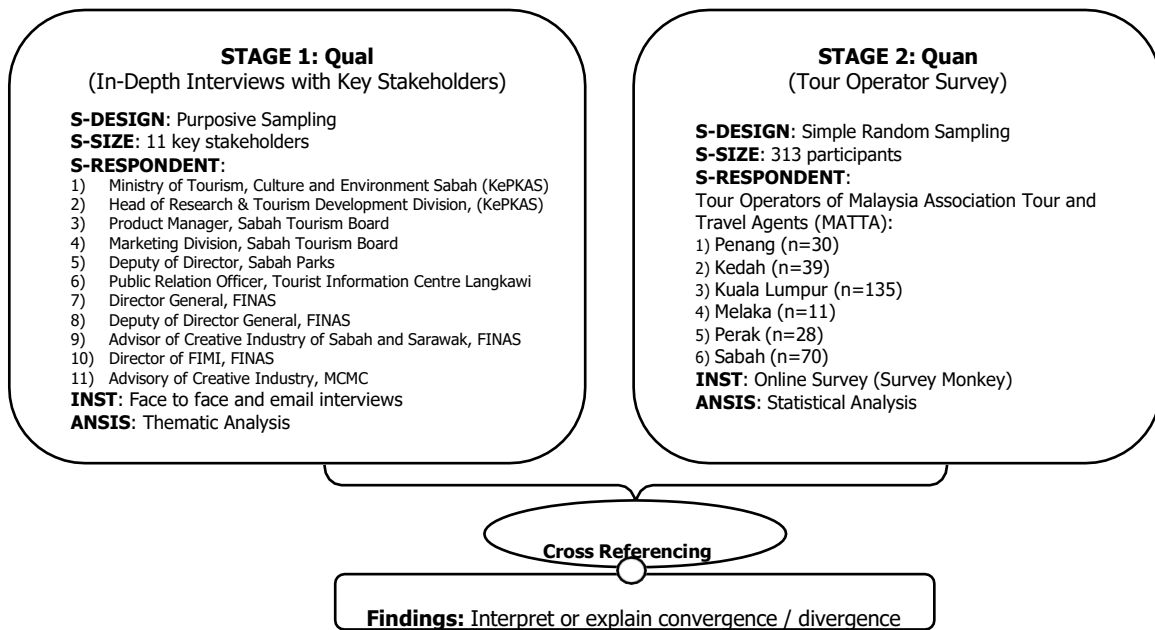 STAGE 1: Qual
(In-Depth Interviews with Key Stakeholders)
S-DESIGN: Purposive Sampling
S-SIZE: 11 key stakeholders
S-RESPONDENT:
1) Ministry of Tourism, Culture and Environment Sabah (KePKAS)
2) Head of Research & Tourism Development Division, (KePKAS)
3) Product Manager, Sabah Tourism Board
4) Marketing Division, Sabah Tourism Board
5) Deputy of Director, Sabah Parks
6) Public Relation Officer, Tourist Information Centre Langkawi
7) Director General, FINAS
8) Deputy of Director General, FINAS
9) Advisor of Creative Industry of Sabah and Sarawak, FINAS
10) Director of FIMI, FINAS
11) Advisory of Creative Industry, MCMC
INST: Face to face and email interviews
ANSIS: Thematic Analysis
STAGE 2: Quan
(Tour Operator Survey)
S-DESIGN: Simple Random Sampling
S-SIZE: 313 participants
S-RESPONDENT:
Tour Operators of Malaysia Association Tour and
Travel Agents (MATTA):
1) Penang (n=30)
2) Kedah (n=39)
3) Kuala Lumpur (n=135)
4) Melaka (n=11)
5) Perak (n=28)
6) Sabah (n=70)
INST: Online Survey (Survey Monkey)
ANSIS: Statistical Analysis
Cross Referencing
Findings: Interpret or explain convergence / divergence